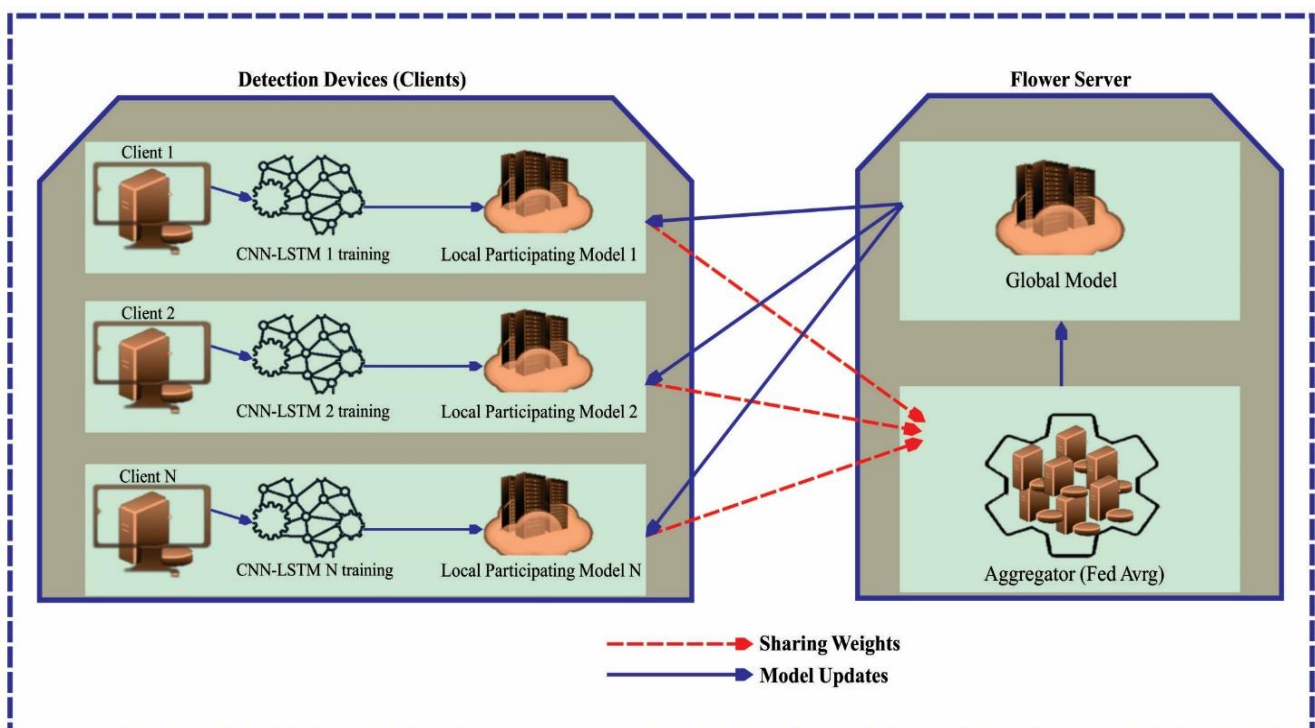 Detection Devices (Clients)
Flower Server
Client 1
CNN-LSTM 1 training
Local Participating Model 1
Client 2
CNN-LSTM 2 training
Local Participating Model 2
Client N
CNN-LSTM N training
Local Participating Model N
Global Model
Aggregator (Fed Avrg)
Sharing Weights
Model Updates